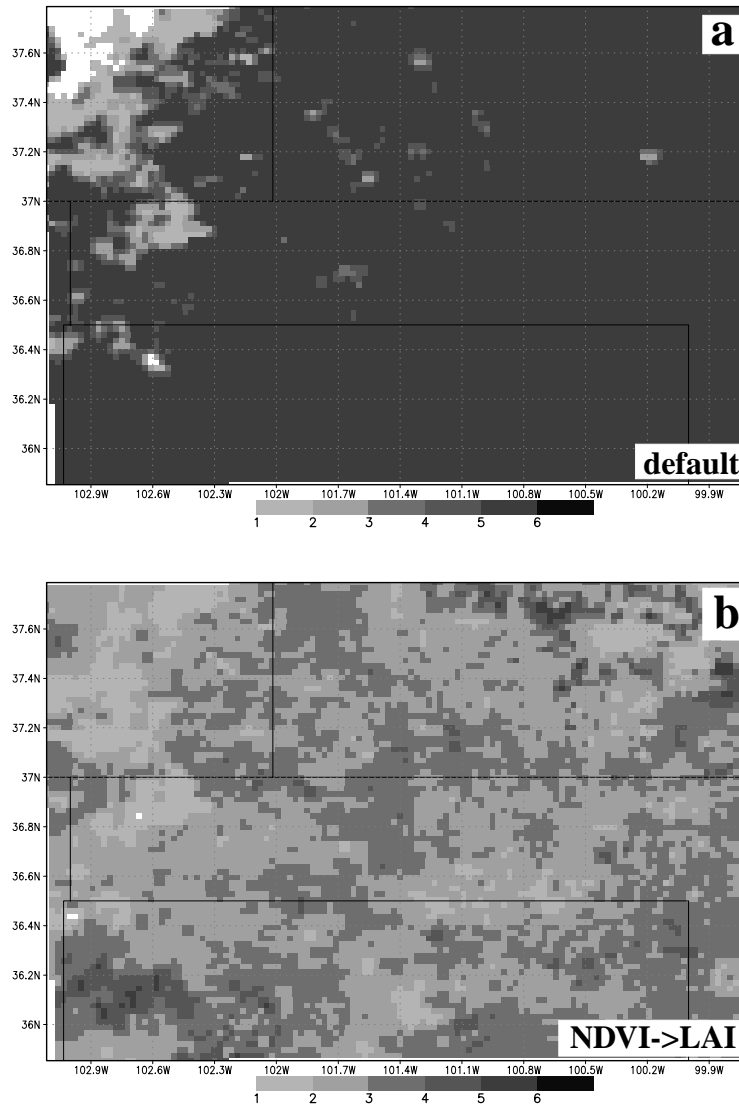 a
37.6N
37.4N
37.2N
37N
36.8N
36.6N
36.4N
36.2N
36N
default
102.9W 102.6W 102.3W 102W 101.7W 101.4W 101.1W 100.8W 100.5W 100.2W 99.9W
1 2 3 4 5 6
b
37.6N
37.4N
37.2N
37N
36.8N
36.6N
36.4N
36.2N
36N
NDVI->LAI
102.9W 102.6W 102.3W 102W 101.7W 101.4W 101.1W 100.8W 100.5W 100.2W 99.9W
1 2 3 4 5 6